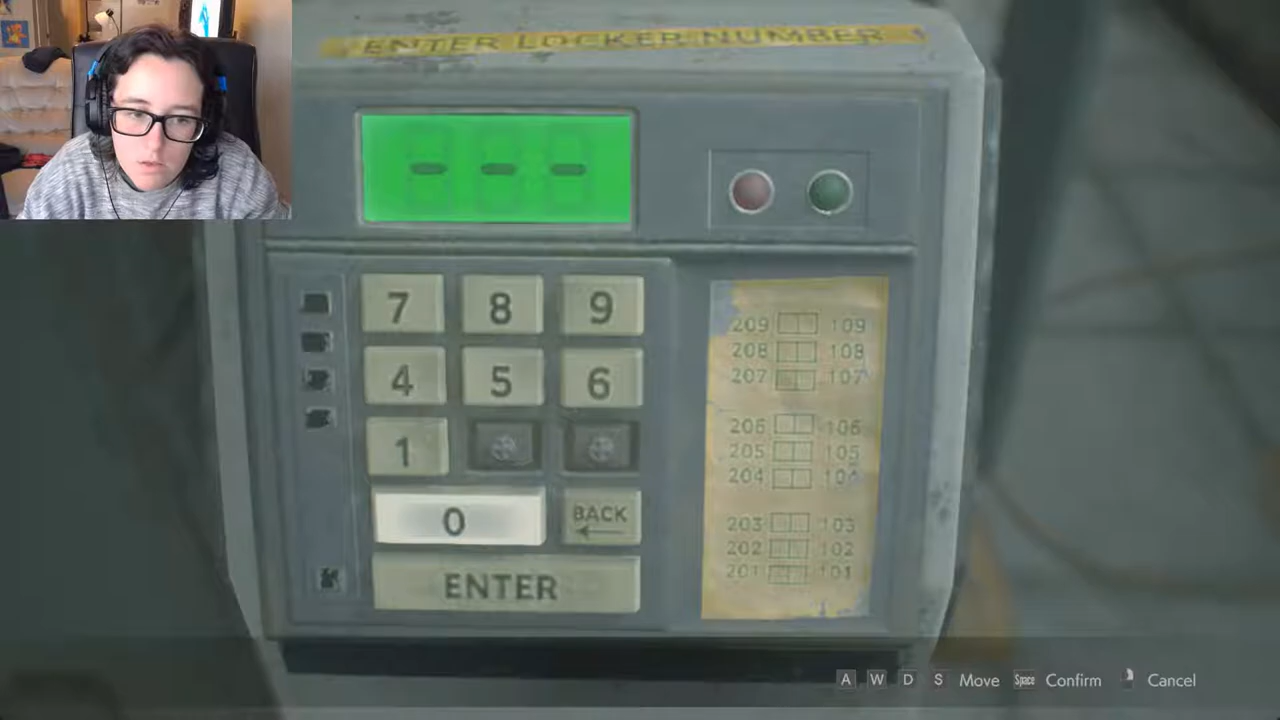 ENTER LOCKER NUMBER
- - -
7 8 9
4 5 6
1
0 BACK
ENTER
209 109
208 108
207 107
206 106
205 105
204 104
203 103
202 102
201 101
A W D S Move Space Confirm Cancel